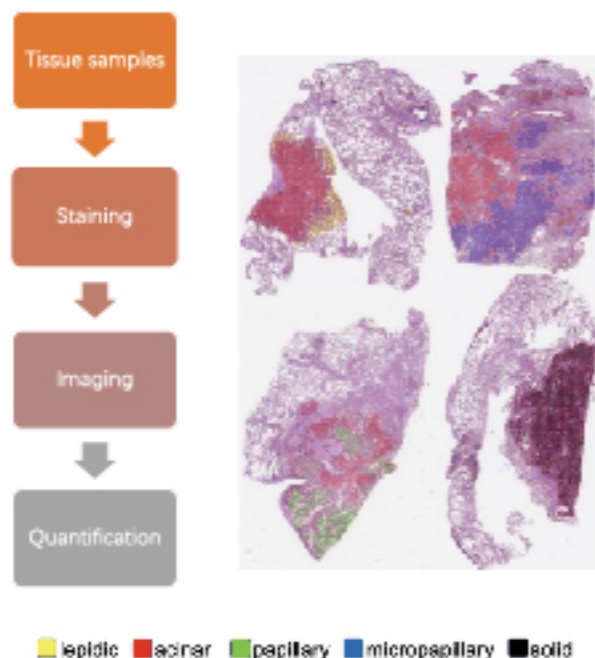 Tissue samples
Staining
Imaging
Quantification
lepidic acinar papillary micropapillary solid